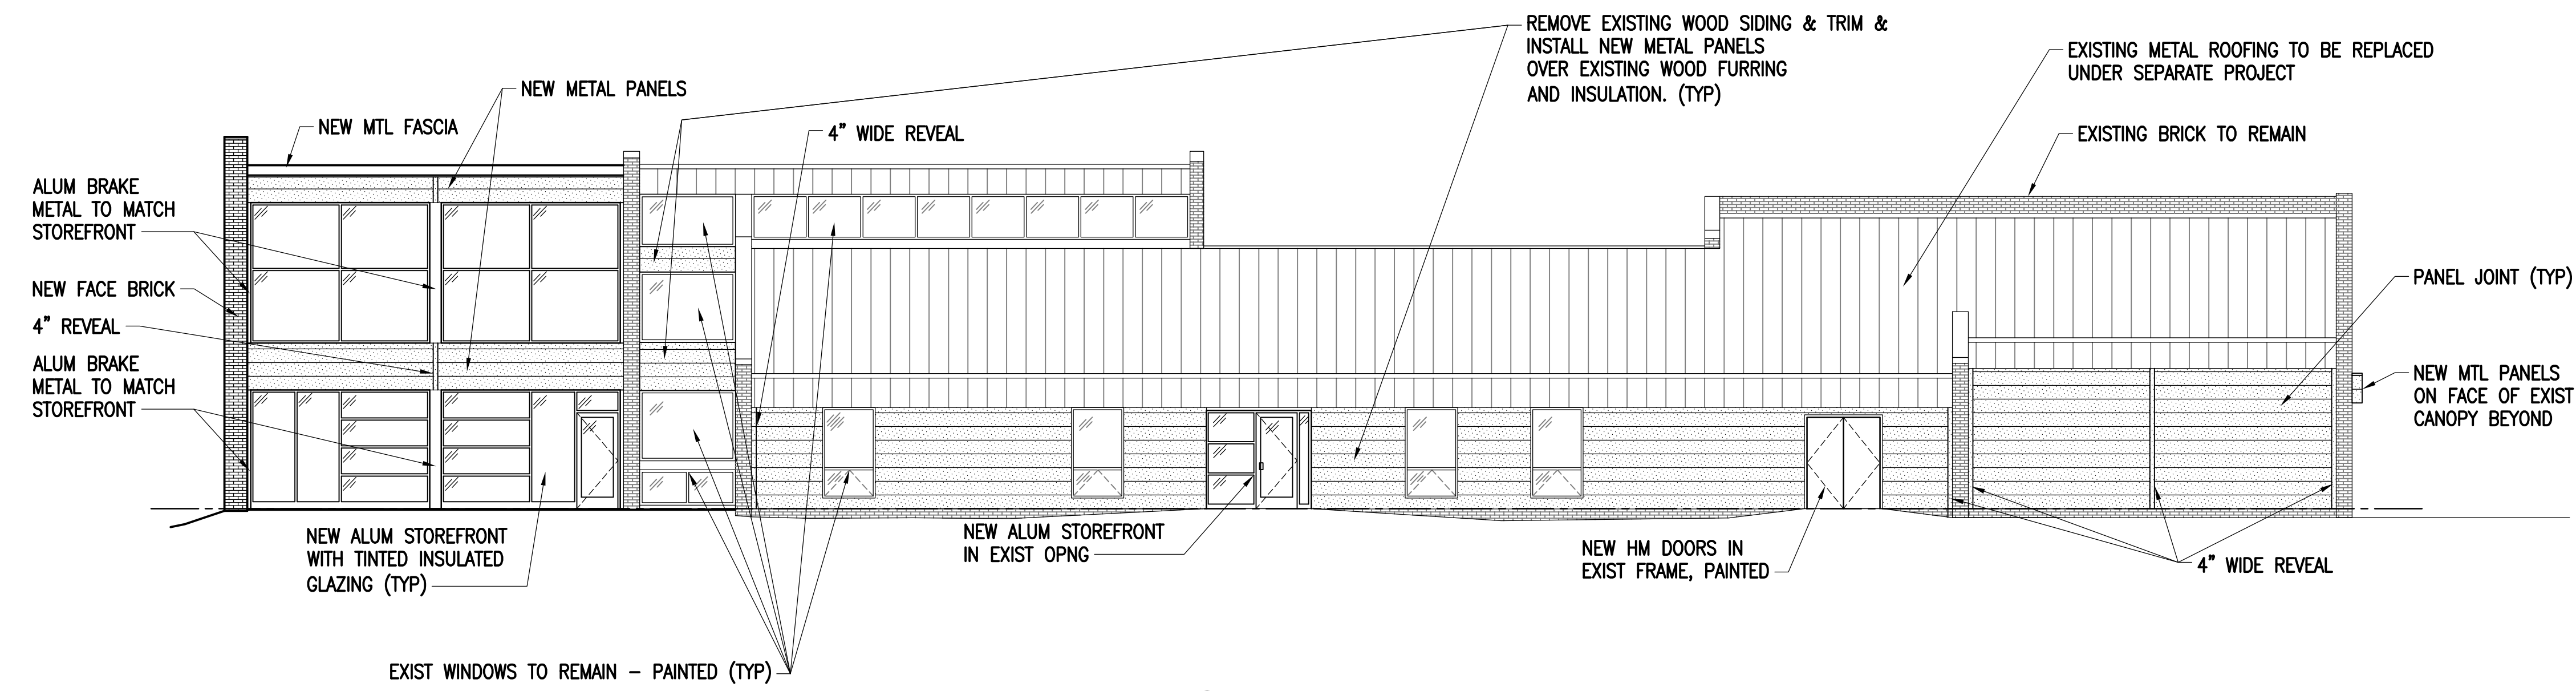 REMOVE EXISTING WOOD SIDING & TRIM &
INSTALL NEW METAL PANELS
OVER EXISTING WOOD FURRING
AND INSULATION. (TYP)
EXISTING METAL ROOFING TO BE REPLACED
UNDER SEPARATE PROJECT
NEW METAL PANELS
NEW MTL FASCIA
4" WIDE REVEAL
EXISTING BRICK TO REMAIN
ALUM BRAKE
METAL TO MATCH
STOREFRONT
NEW FACE BRICK
4" REVEAL
ALUM BRAKE
METAL TO MATCH
STOREFRONT
PANEL JOINT (TYP)
NEW MTL PANELS
ON FACE OF EXIST
CANOPY BEYOND
NEW ALUM STOREFRONT
WITH TINTED INSULATED
GLAZING (TYP)
NEW ALUM STOREFRONT
IN EXIST OPNG
NEW HM DOORS IN
EXIST FRAME, PAINTED
4" WIDE REVEAL
EXIST WINDOWS TO REMAIN – PAINTED (TYP)